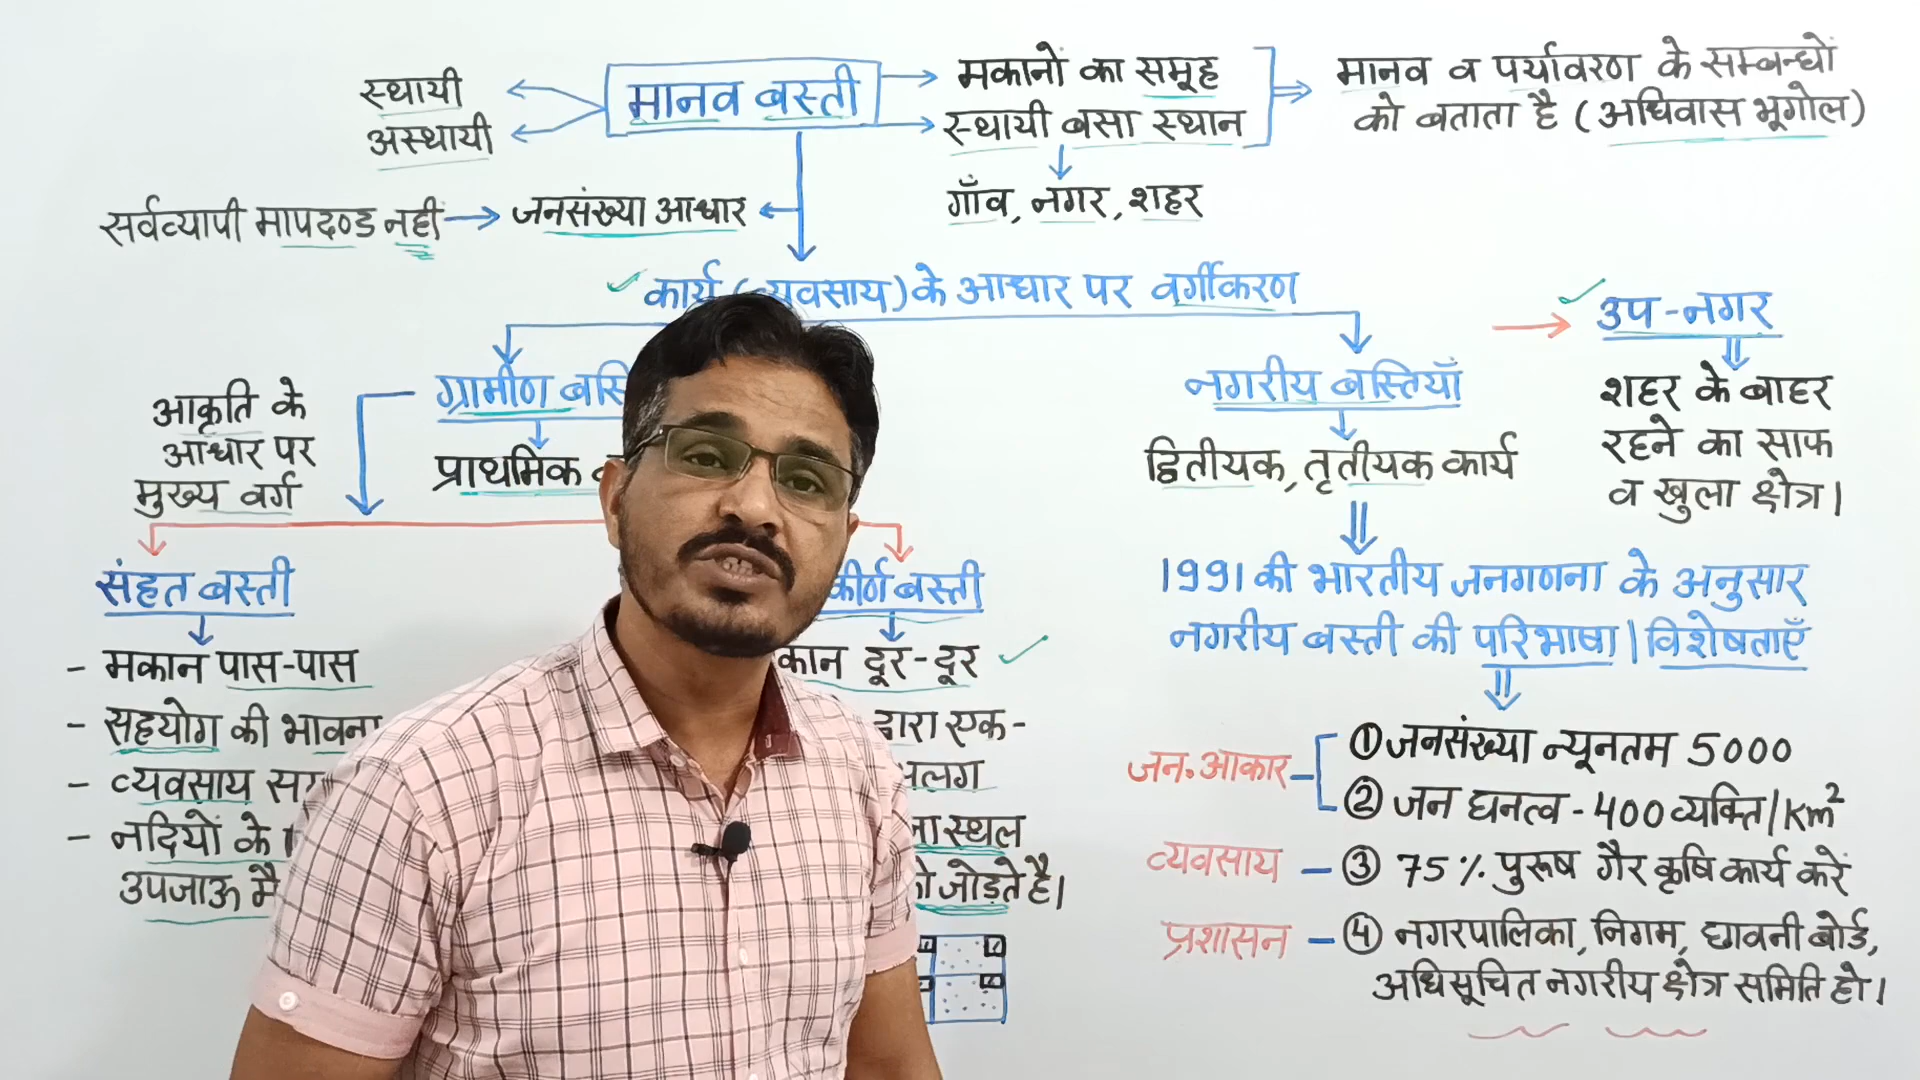 स्थायी
अस्थायी
मानव बस्ती
मकानों का समूह
स्थायी बसा स्थान
गाँव, नगर, शहर
मानव व पर्यावरण के सम्बन्धों
को बताता है (अधिवास भूगोल)
सर्वव्यापी मापदण्ड नहीं
जनसंख्या आधार
कार्य के आधार पर वर्गीकरण
ग्रामीण
प्राथमिक
आकृति के
आधार पर
मुख्य वर्ग
संहत बस्ती
- मकान पास-पास
- सहयोग की भावना
- व्यवसाय
- नदियों के
उपजाऊ
बस्ती
दूर-दूर
द्वारा एक-
जोड़ते है।
नगरीय बस्तियाँ
द्वितीयक, तृतीयक कार्य
उप-नगर
शहर के बाहर
रहने का साफ
व खुला क्षेत्र।
1991 की भारतीय जनगणना के अनुसार
नगरीय बस्ती की परिभाषा | विशेषताएँ
जन. आकार
① जनसंख्या न्यूनतम 5000
② जन घनत्व - 400 व्यक्ति/Km²
व्यवसाय - ③ 75% पुरूष गैर कृषि कार्य करें
प्रशासन - ④ नगरपालिका, निगम, छावनी बोर्ड,
अधिसूचित नगरीय क्षेत्र समिति हो।